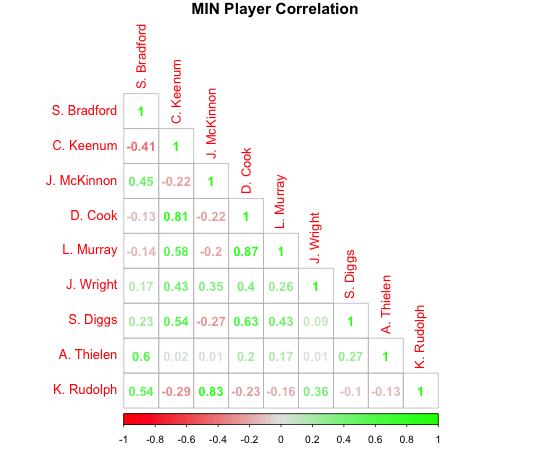 MIN Player Correlation
S. Bradford
C. Keenum
J. McKinnon
D. Cook
L. Murray
J. Wright
S. Diggs
A. Thielen
K. Rudolph
S. Bradford 1
C. Keenum -0.41 1
J. McKinnon 0.45 -0.22 1
D. Cook -0.13 0.81 -0.22 1
L. Murray -0.14 0.58 -0.2 0.87 1
J. Wright 0.17 0.43 0.35 0.4 0.26 1
S. Diggs 0.23 0.54 -0.27 0.63 0.43 0.09 1
A. Thielen 0.6 0.02 0.01 0.2 0.17 0.01 0.27 1
K. Rudolph 0.54 -0.29 0.83 -0.23 -0.16 0.36 -0.1 -0.13 1
-1 -0.8 -0.6 -0.4 -0.2 0 0.2 0.4 0.6 0.8 1